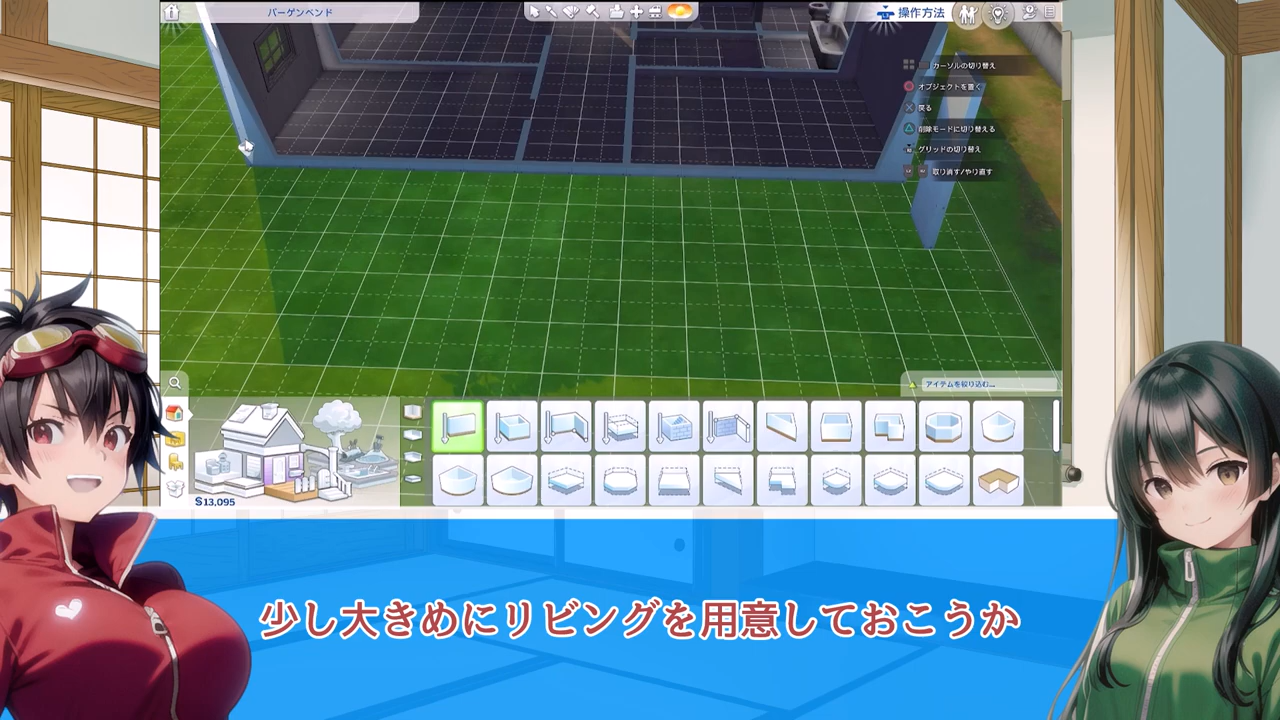 バーゲンベンド
操作方法
カーソルの切り替え
オブジェクトを置く
戻る
削除モードに切り替える
グリッドの切り替え
取り消す/やり直す
アイテムを絞り込む...
§13,095
少し大きめにリビングを用意しておこうか